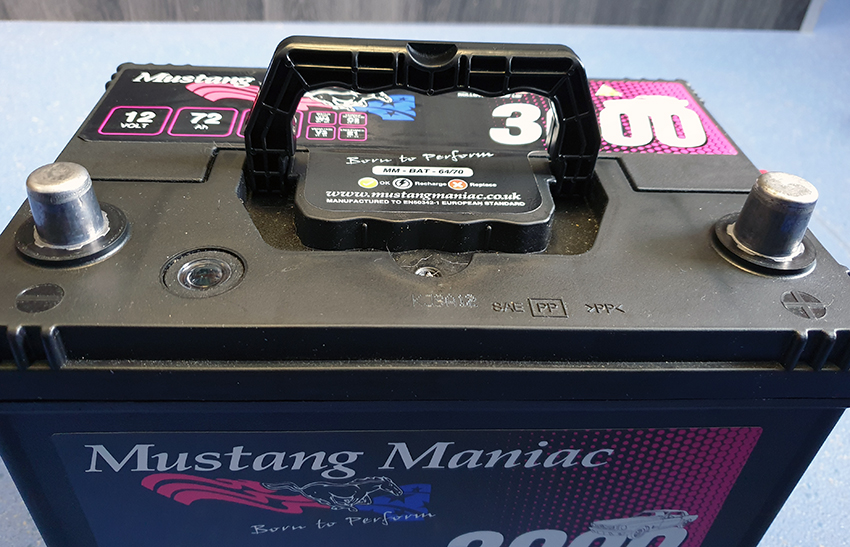 Mustang
12
VOLT
72
Ah
Born to Perform
MM - BAT - 64/70
OK Recharge Replace
www.mustangmaniac.co.uk
MANUFACTURED TO EN50342-1 EUROPEAN STANDARD
SAE PP >PP<
Mustang Maniac
Born to Perform